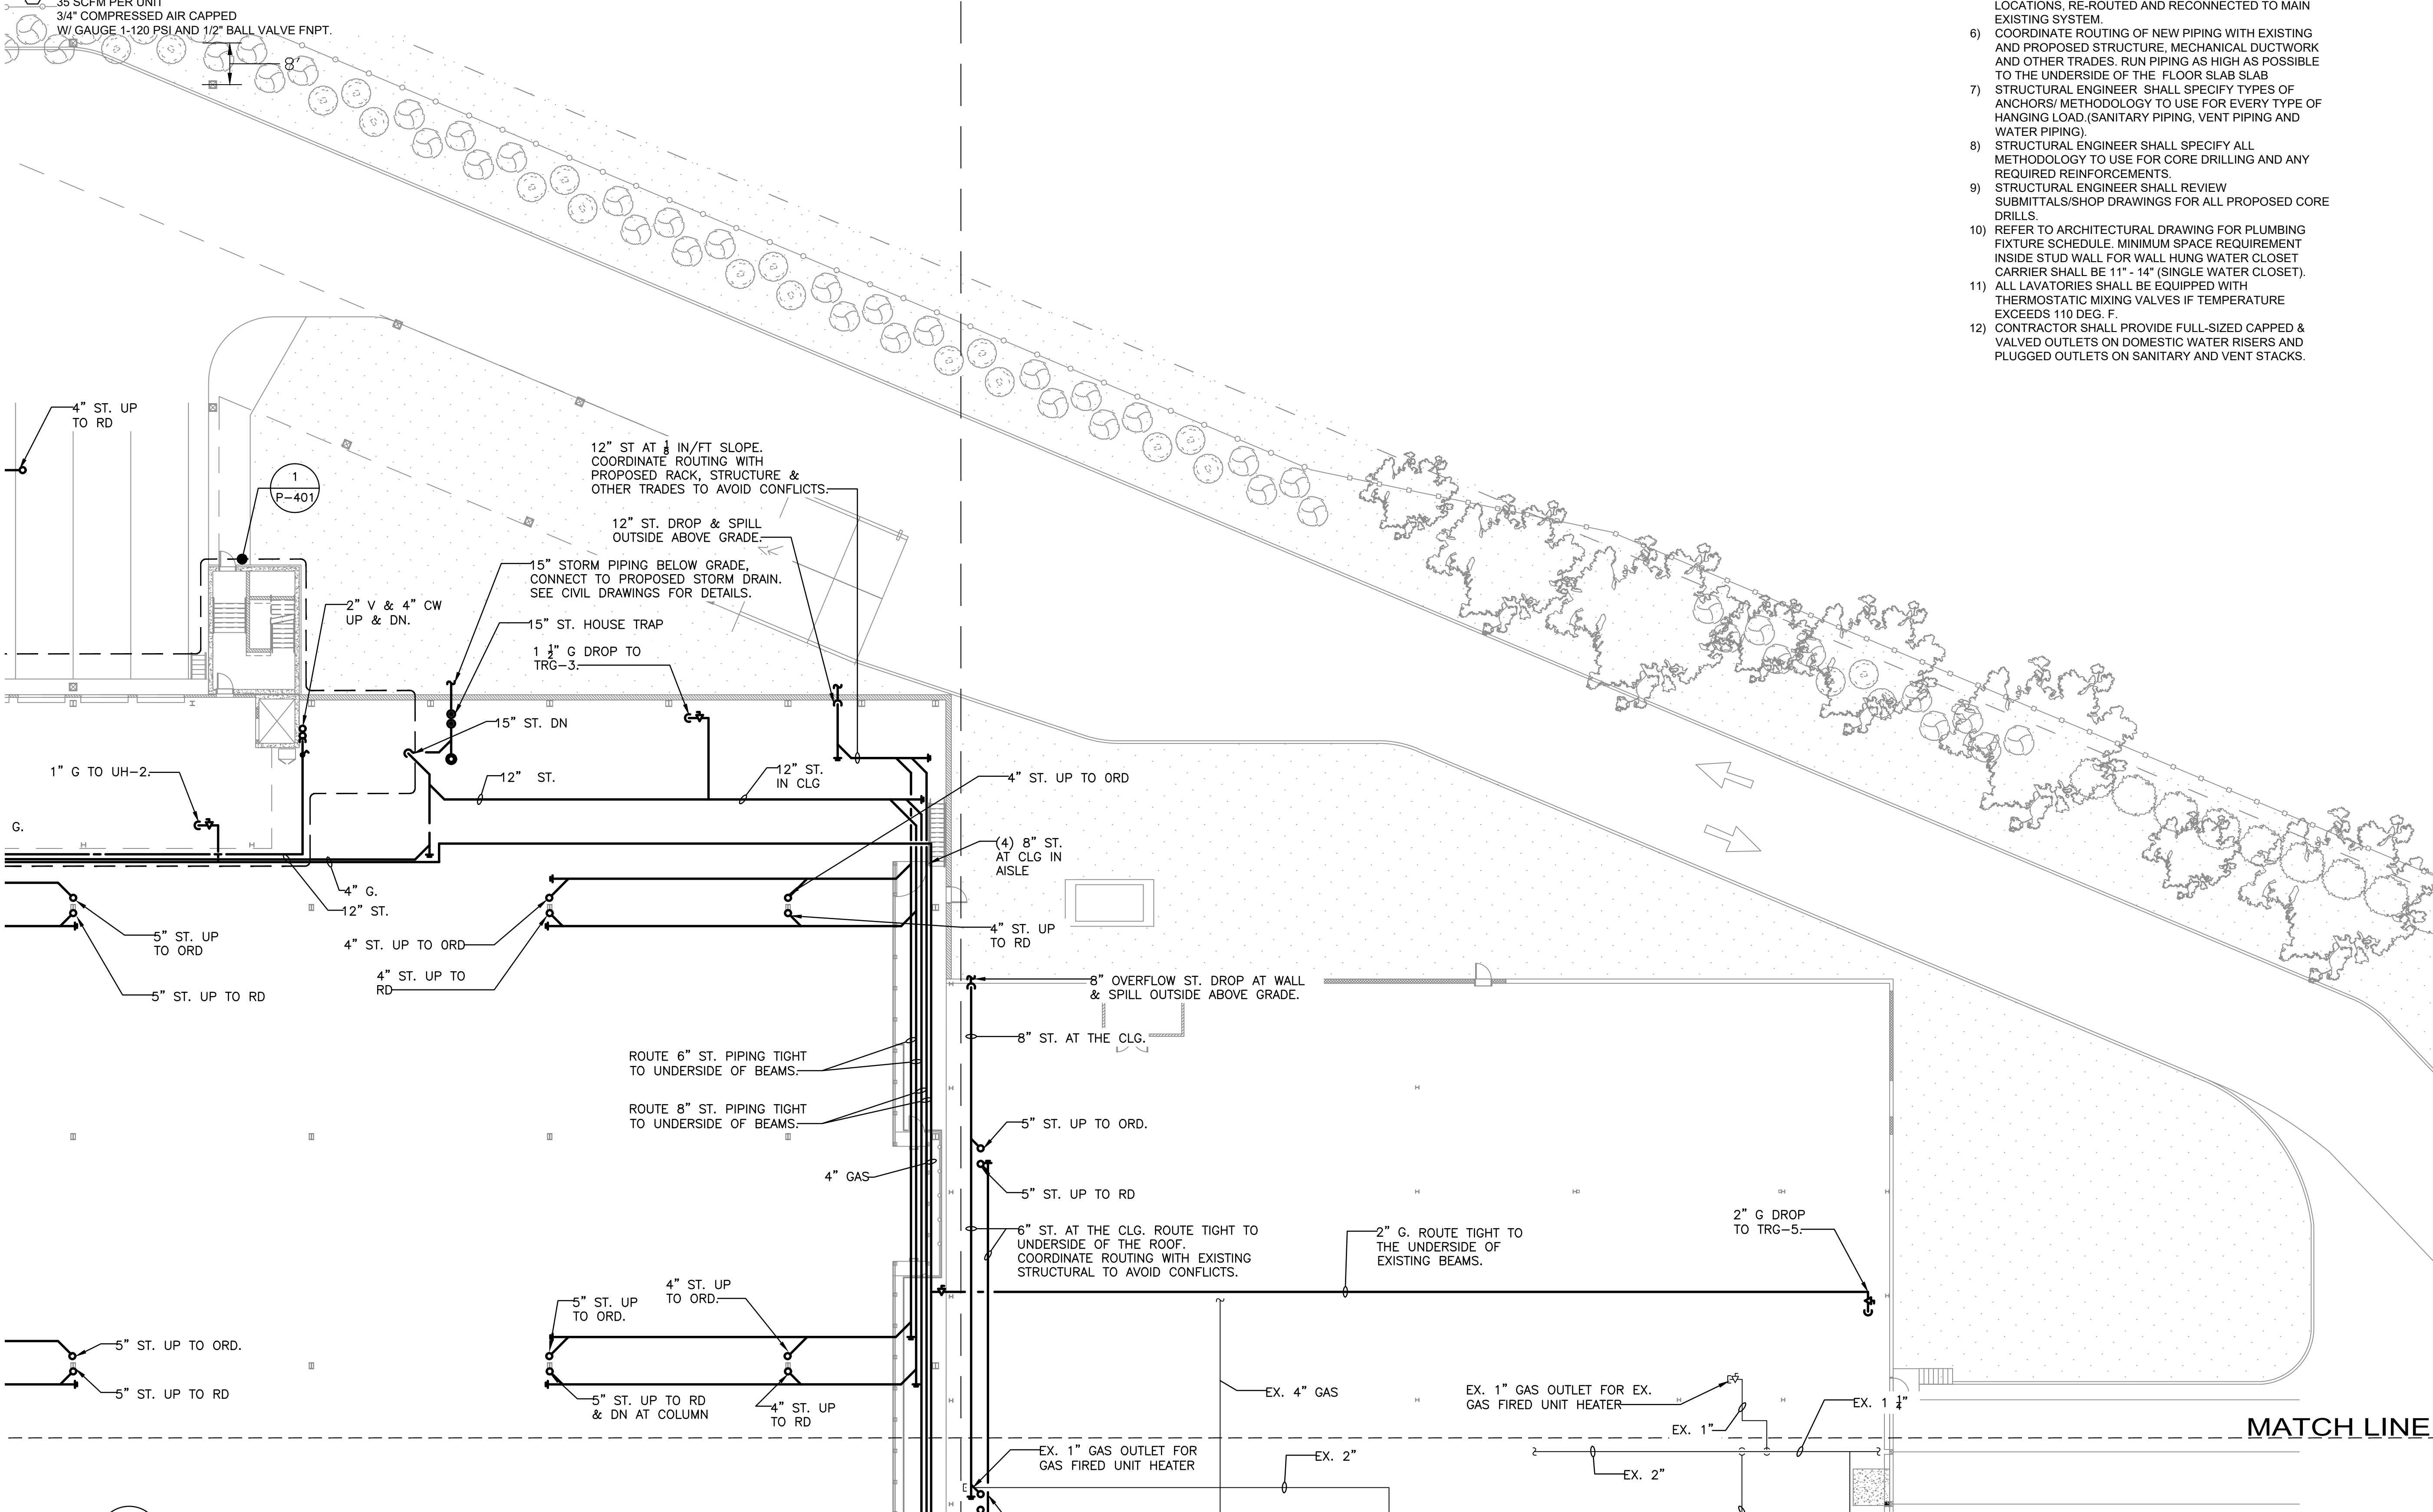 35 SCFM PER UNIT
3/4" COMPRESSED AIR CAPPED
W/ GAUGE 1-120 PSI AND 1/2" BALL VALVE FNPT.
8'
LOCATIONS, RE-ROUTED AND RECONNECTED TO MAIN
EXISTING SYSTEM.
6) COORDINATE ROUTING OF NEW PIPING WITH EXISTING
AND PROPOSED STRUCTURE, MECHANICAL DUCTWORK
AND OTHER TRADES. RUN PIPING AS HIGH AS POSSIBLE
TO THE UNDERSIDE OF THE FLOOR SLAB SLAB
7) STRUCTURAL ENGINEER SHALL SPECIFY TYPES OF
ANCHORS/ METHODOLOGY TO USE FOR EVERY TYPE OF
HANGING LOAD.(SANITARY PIPING, VENT PIPING AND
WATER PIPING).
8) STRUCTURAL ENGINEER SHALL SPECIFY ALL
METHODOLOGY TO USE FOR CORE DRILLING AND ANY
REQUIRED REINFORCEMENTS.
9) STRUCTURAL ENGINEER SHALL REVIEW
SUBMITTALS/SHOP DRAWINGS FOR ALL PROPOSED CORE
DRILLS.
10) REFER TO ARCHITECTURAL DRAWING FOR PLUMBING
FIXTURE SCHEDULE. MINIMUM SPACE REQUIREMENT
INSIDE STUD WALL FOR WALL HUNG WATER CLOSET
CARRIER SHALL BE 11" - 14" (SINGLE WATER CLOSET).
11) ALL LAVATORIES SHALL BE EQUIPPED WITH
THERMOSTATIC MIXING VALVES IF TEMPERATURE
EXCEEDS 110 DEG. F.
12) CONTRACTOR SHALL PROVIDE FULL-SIZED CAPPED &
VALVED OUTLETS ON DOMESTIC WATER RISERS AND
PLUGGED OUTLETS ON SANITARY AND VENT STACKS.
4" ST. UP
TO RD
1
P-401
12" ST AT 1/8 IN/FT SLOPE.
COORDINATE ROUTING WITH
PROPOSED RACK, STRUCTURE &
OTHER TRADES TO AVOID CONFLICTS.
12" ST. DROP & SPILL
OUTSIDE ABOVE GRADE.
15" STORM PIPING BELOW GRADE,
CONNECT TO PROPOSED STORM DRAIN.
SEE CIVIL DRAWINGS FOR DETAILS.
2" V & 4" CW
UP & DN.
15" ST. HOUSE TRAP
1 1/2" G DROP TO
TRG-3.
15" ST. DN
1" G TO UH-2.
12" ST.
12" ST.
IN CLG
4" ST. UP TO ORD
G.
(4) 8" ST.
AT CLG IN
AISLE
4" G.
12" ST.
5" ST. UP
TO ORD
4" ST. UP TO ORD
4" ST. UP
TO RD
4" ST. UP TO
RD
5" ST. UP TO RD
8" OVERFLOW ST. DROP AT WALL
& SPILL OUTSIDE ABOVE GRADE.
8" ST. AT THE CLG.
ROUTE 6" ST. PIPING TIGHT
TO UNDERSIDE OF BEAMS.
ROUTE 8" ST. PIPING TIGHT
TO UNDERSIDE OF BEAMS.
5" ST. UP TO ORD.
4" GAS
5" ST. UP TO RD
6" ST. AT THE CLG. ROUTE TIGHT TO
UNDERSIDE OF THE ROOF.
COORDINATE ROUTING WITH EXISTING
STRUCTURAL TO AVOID CONFLICTS.
2" G. ROUTE TIGHT TO
THE UNDERSIDE OF
EXISTING BEAMS.
2" G DROP
TO TRG-5.
4" ST. UP
TO ORD.
5" ST. UP
TO ORD.
5" ST. UP TO ORD.
5" ST. UP TO RD
5" ST. UP TO RD
& DN AT COLUMN
4" ST. UP
TO RD
EX. 4" GAS
EX. 1" GAS OUTLET FOR EX.
GAS FIRED UNIT HEATER
EX. 1 1/4"
EX. 1"
MATCH LINE
EX. 1" GAS OUTLET FOR
GAS FIRED UNIT HEATER
EX. 2"
EX. 2"